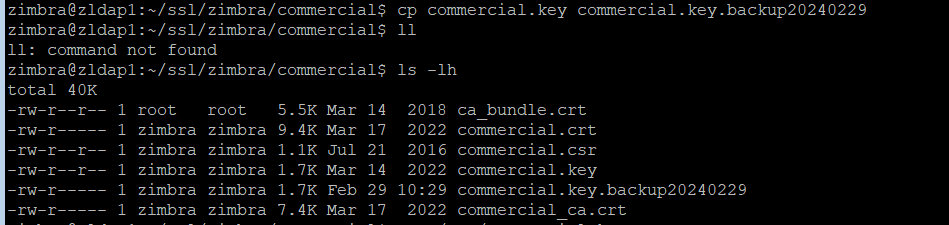 zimbra@zldap1:~/ssl/zimbra/commercial$ cp commercial.key commercial.key.backup20240229
zimbra@zldap1:~/ssl/zimbra/commercial$ ll
ll: command not found
zimbra@zldap1:~/ssl/zimbra/commercial$ ls -lh
total 40K
-rw-r--r-- 1 root   root   5.5K Mar 14  2018 ca_bundle.crt
-rw-r----- 1 zimbra zimbra 9.4K Mar 17  2022 commercial.crt
-rw-r--r-- 1 zimbra zimbra 1.1K Jul 21  2016 commercial.csr
-rw-r----- 1 zimbra zimbra 1.7K Mar 14  2022 commercial.key
-rw-r----- 1 zimbra zimbra 1.7K Feb 29 10:29 commercial.key.backup20240229
-rw-r----- 1 zimbra zimbra 7.4K Mar 17  2022 commercial_ca.crt